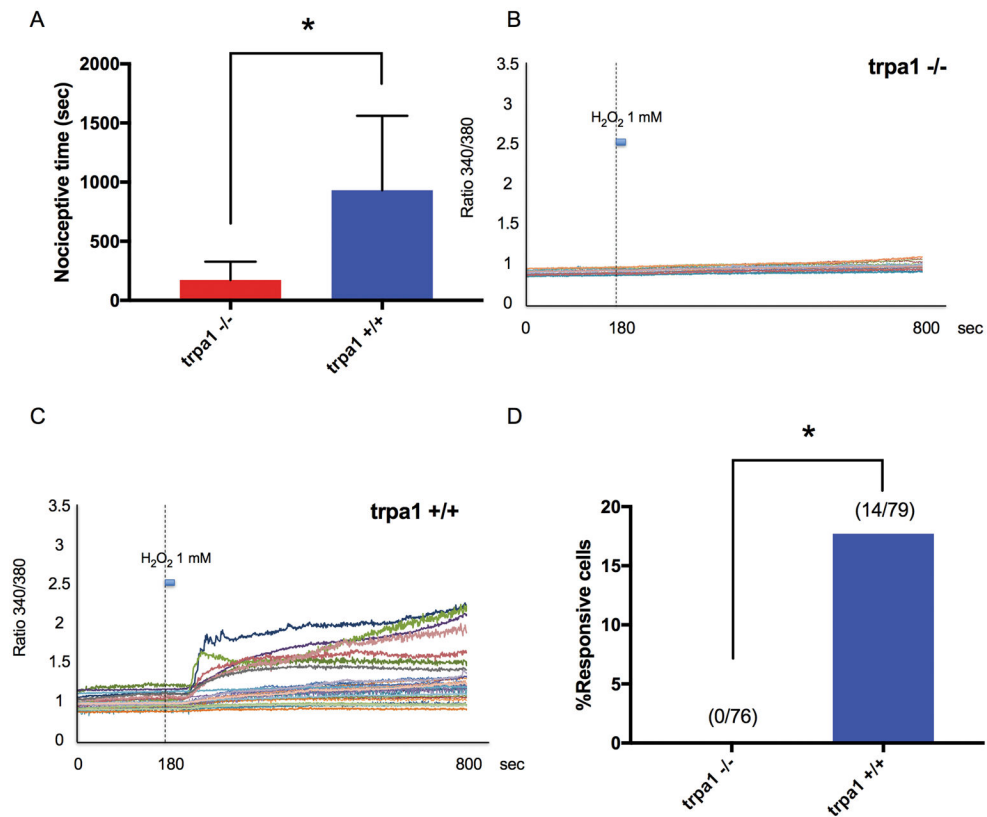 A
*
Nociceptive time (sec)
2000
1500
1000
500
0
trpa1 -/-
trpa1 +/+
B
trpa1 -/-
Ratio 340/380
3.5
3
2.5
2
1.5
1
0
H₂O₂ 1 mM
0 180 800 sec
C
trpa1 +/+
Ratio 340/380
3.5
3
2.5
2
1.5
1
0
H₂O₂ 1 mM
0 180 800 sec
D
*
%Responsive cells
20
15
10
5
0
(0/76)
(14/79)
trpa1 -/-
trpa1 +/+